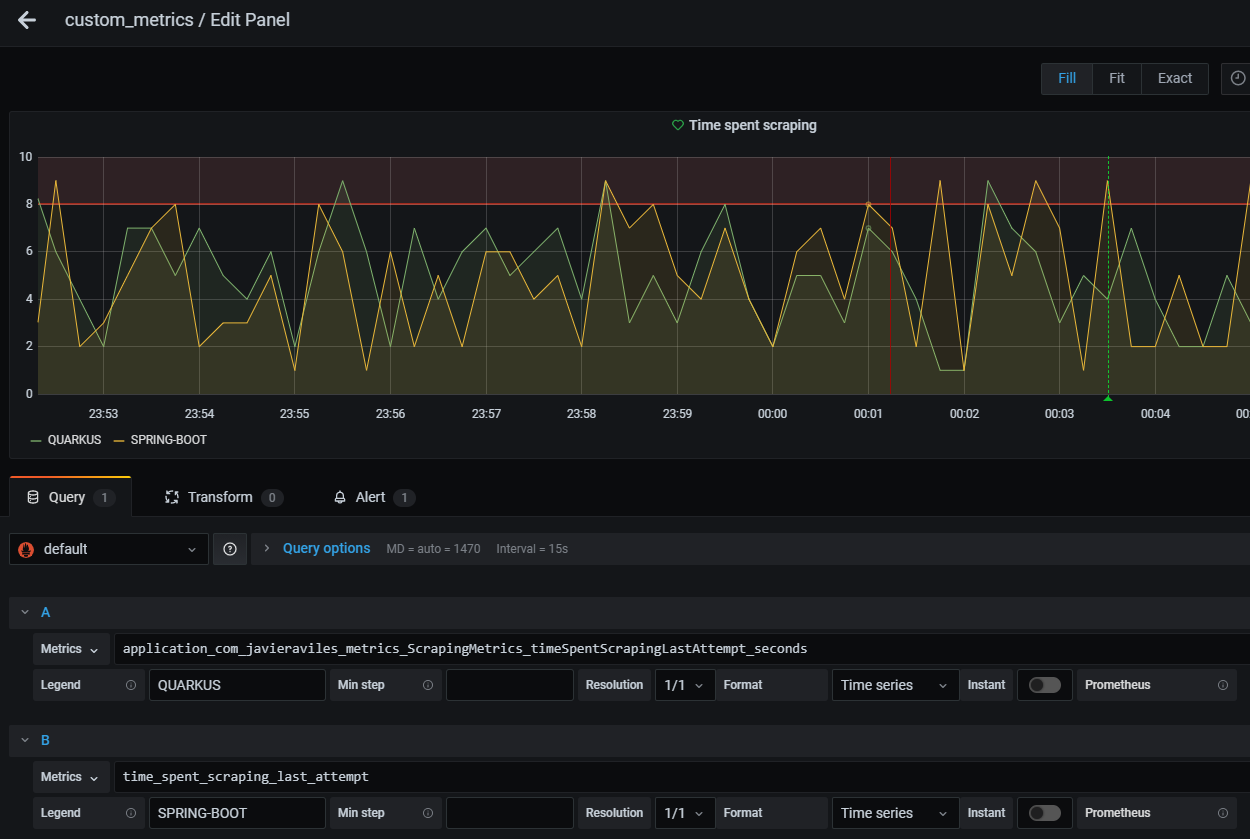 custom_metrics / Edit Panel
Fill Fit Exact
Time spent scraping
10
8
6
4
2
0
23:53 23:54 23:55 23:56 23:57 23:58 23:59 00:00 00:01 00:02 00:03 00:04 00
QUARKUS SPRING-BOOT
Query 1 Transform 0 Alert 1
default Query options MD = auto = 1470 Interval = 15s
A
Metrics application_com_javieraviles_metrics_ScrapingMetrics_timeSpentScrapingLastAttempt_seconds
Legend QUARKUS Min step Resolution 1/1 Format Time series Instant Prometheus
B
Metrics time_spent_scraping_last_attempt
Legend SPRING-BOOT Min step Resolution 1/1 Format Time series Instant Prometheus